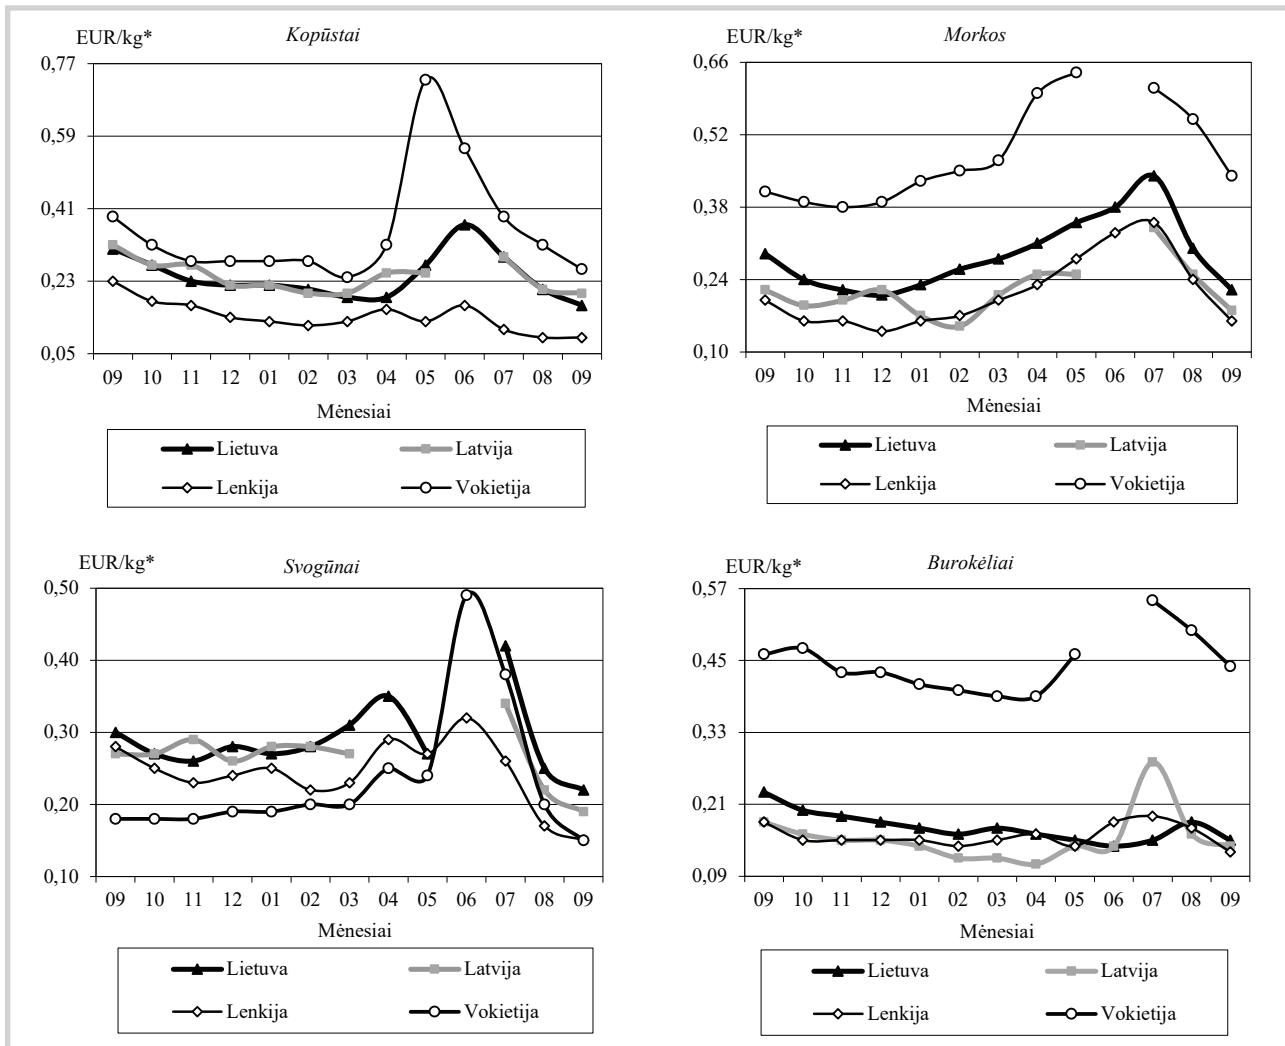 EUR/kg*
Kopūstai
0,77
0,59
0,41
0,23
0,05
09 10 11 12 01 02 03 04 05 06 07 08 09
Mėnesiai
Lietuva Latvija
Lenkija Vokietija
EUR/kg*
Morkos
0,66
0,52
0,38
0,24
0,10
09 10 11 12 01 02 03 04 05 06 07 08 09
Mėnesiai
Lietuva Latvija
Lenkija Vokietija
EUR/kg*
Svogūnai
0,50
0,40
0,30
0,20
0,10
09 10 11 12 01 02 03 04 05 06 07 08 09
Mėnesiai
Lietuva Latvija
Lenkija Vokietija
EUR/kg*
Burokėliai
0,57
0,45
0,33
0,21
0,09
09 10 11 12 01 02 03 04 05 06 07 08 09
Mėnesiai
Lietuva Latvija
Lenkija Vokietija